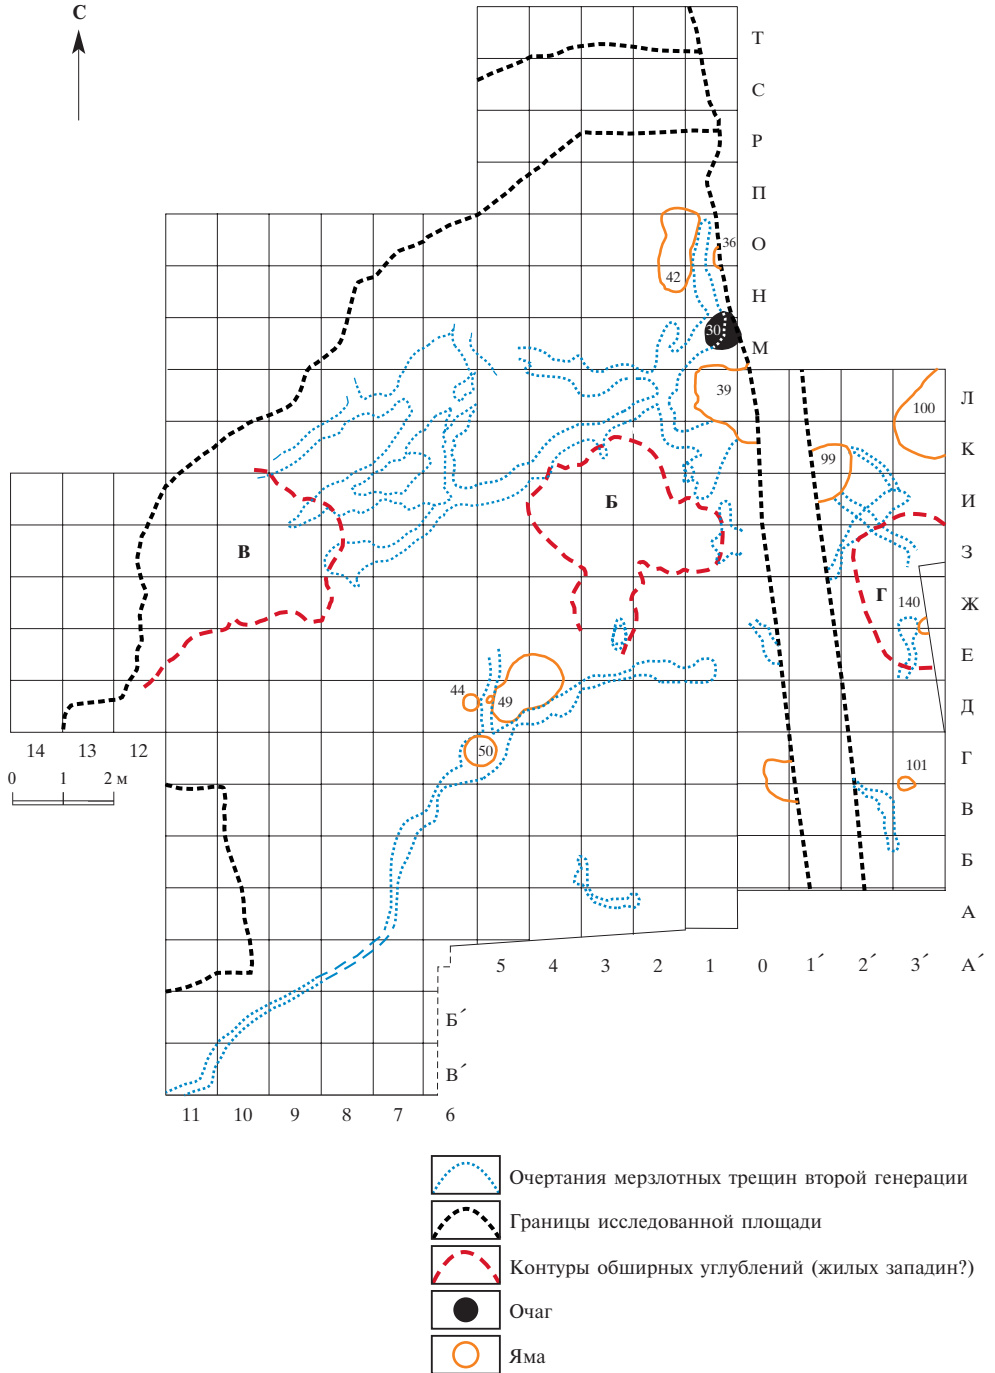 С
Т
С
Р
П
36 О
42 Н
30 М
39 100 Л
99 К
Б И
В З
Г 140 Ж
Е
44 49 Д
14 13 12 50 101 Г
0 1 2 м В
Б
А
5 4 3 2 1 0 1´ 2´ 3´ А´
Б´
В´
11 10 9 8 7 6
Очертания мерзлотных трещин второй генерации
Границы исследованной площади
Контуры обширных углублений (жилых западин?)
Очаг
Яма